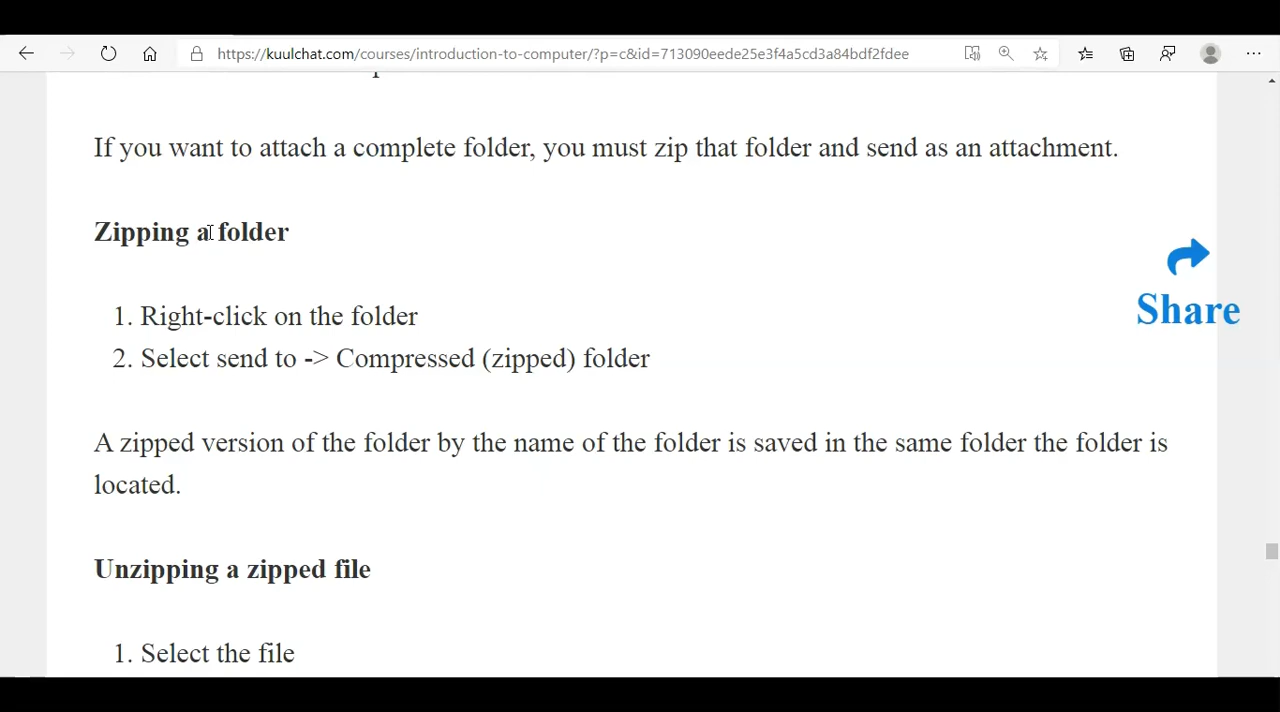 https://kuulchat.com/courses/introduction-to-computer/?p=c&id=713090eede25e3f4a5cd3a84bdf2fdee
If you want to attach a complete folder, you must zip that folder and send as an attachment.
Zipping a folder
Share
1. Right-click on the folder
2. Select send to -> Compressed (zipped) folder
A zipped version of the folder by the name of the folder is saved in the same folder the folder is
located.
Unzipping a zipped file
1. Select the file